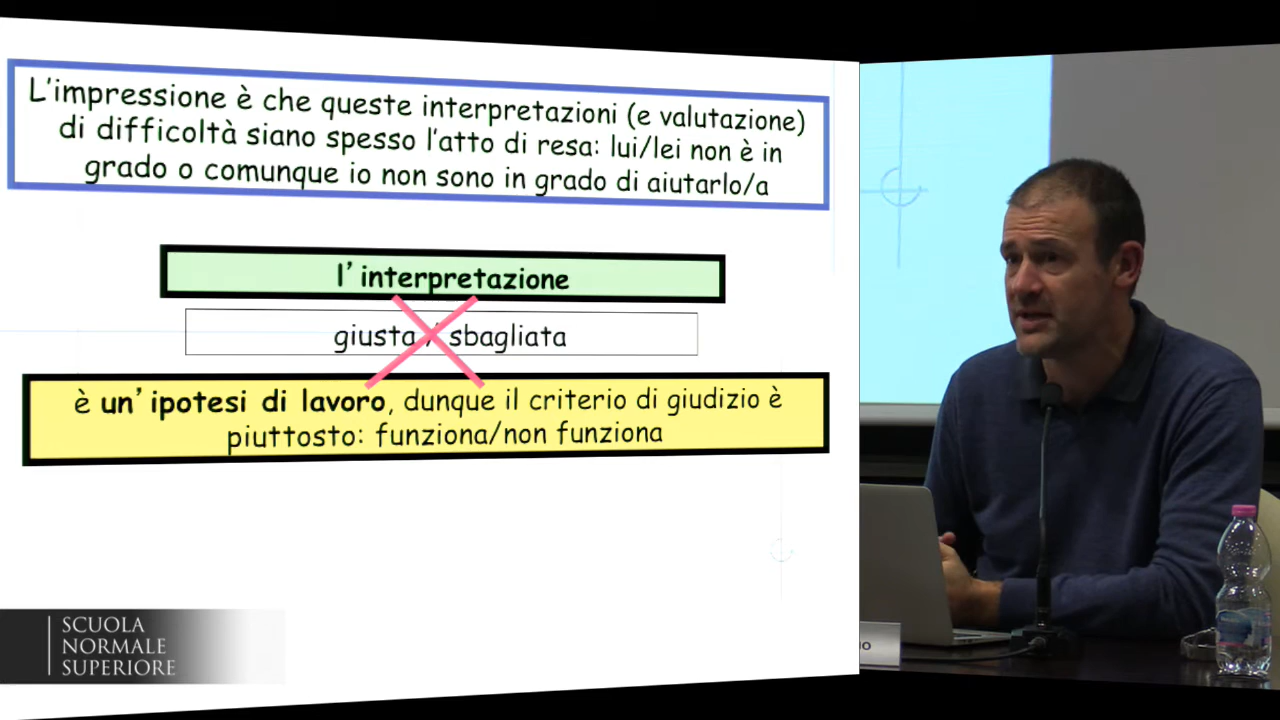 L'impressione è che queste interpretazioni (e valutazione)
di difficoltà siano spesso l'atto di resa: lui/lei non è in
grado o comunque io non sono in grado di aiutarlo/a
l'interpretazione
giusta / sbagliata
è un'ipotesi di lavoro, dunque il criterio di giudizio è
piuttosto: funziona/non funziona
SCUOLA
NORMALE
SUPERIORE